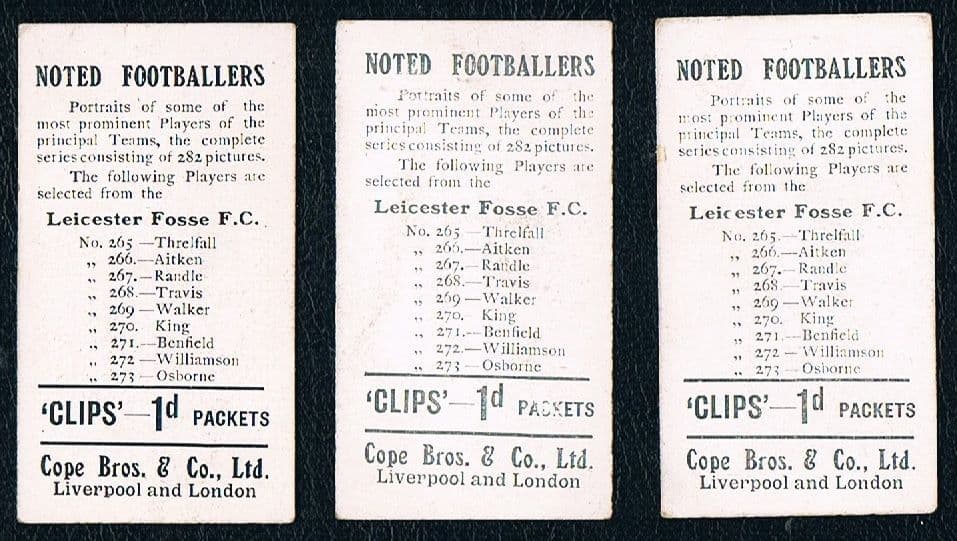 NOTED FOOTBALLERS
Portraits of some of the
most prominent Players of the
principal Teams, the complete
series consisting of 282 pictures.
The following Players are
selected from the
Leicester Fosse F.C.
No. 265 —Threlfall
„ 266.—Aitken
„ 267.—Randle
„ 268.—Travis
„ 269 —Walker
„ 270. King
„ 271.—Benfield
„ 272 —Williamson
„ 273 —Osborne
'CLIPS'—1d PACKETS
Cope Bros. & Co., Ltd.
Liverpool and London
NOTED FOOTBALLERS
Portraits of some of the
most prominent Players of the
principal Teams, the complete
series consisting of 282 pictures.
The following Players are
selected from the
Leicester Fosse F.C.
No. 265 —Threlfall
„ 266.—Aitken
„ 267.—Randle
„ 268.—Travis
„ 269 —Walker
„ 270. King
„ 271.—Benfield
„ 272.—Williamson
„ 273 —Osborne
'CLIPS'—1d PACKETS
Cope Bros. & Co., Ltd.
Liverpool and London
NOTED FOOTBALLERS
Portraits of some of the
most prominent Players of the
principal Teams, the complete
series consisting of 282 pictures.
The following Players are
selected from the
Leicester Fosse F.C.
No. 265.—Threlfall
„ 266.—Aitken
„ 267.—Randle
„ 268.—Travis
„ 269 —Walker
„ 270. King
„ 271.—Benfield
„ 272 — Williamson
„ 273 —Osborne
'CLIPS'—1d PACKETS
Cope Bros. & Co., Ltd.
Liverpool and London